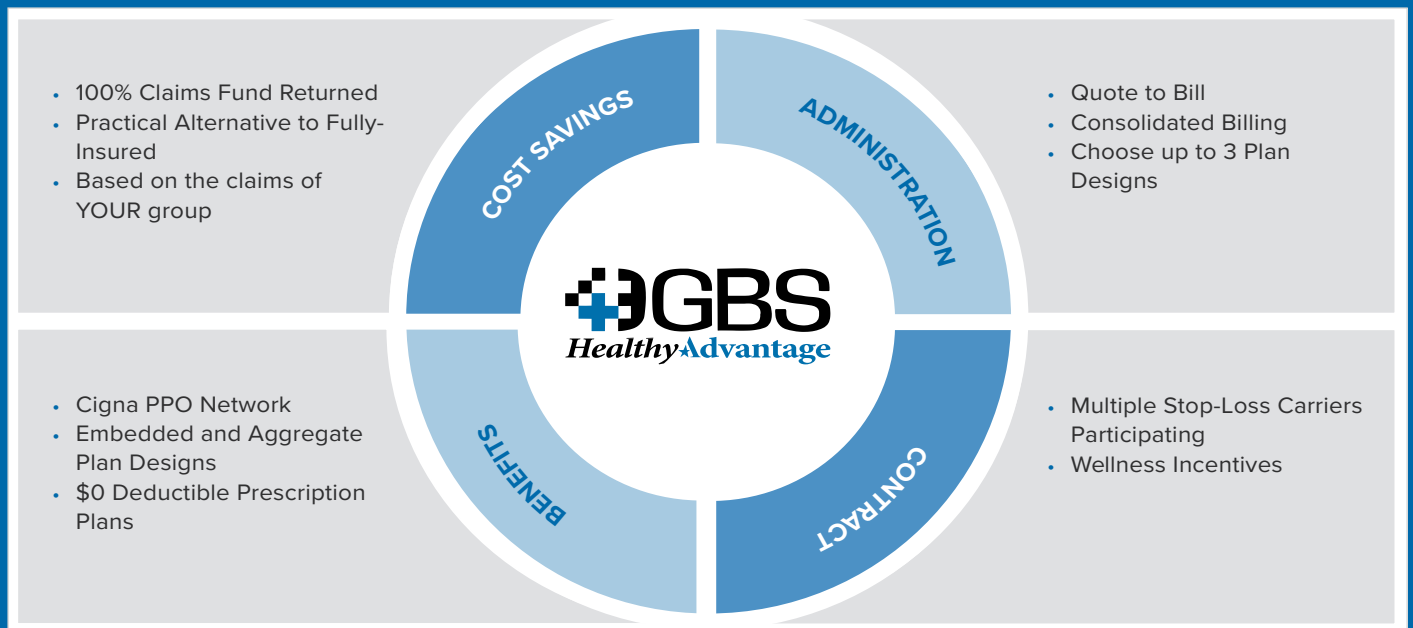 COST SAVINGS
• 100% Claims Fund Returned
• Practical Alternative to Fully-
Insured
• Based on the claims of
YOUR group
ADMINISTRATION
• Quote to Bill
• Consolidated Billing
• Choose up to 3 Plan
Designs
GBS
HealthyAdvantage
BENEFITS
• Cigna PPO Network
• Embedded and Aggregate
Plan Designs
• $0 Deductible Prescription
Plans
CONTRACT
• Multiple Stop-Loss Carriers
Participating
• Wellness Incentives